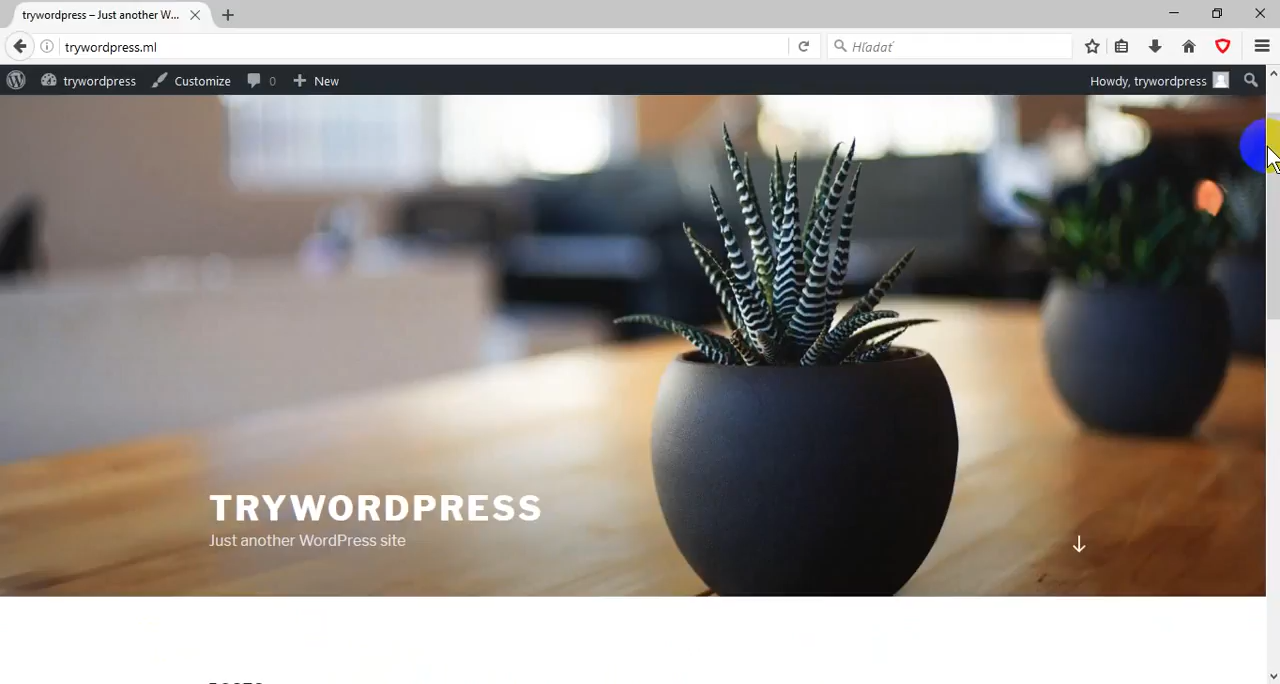 trywordpress – Just another W...
trywordpress.ml
Hľadať
trywordpress
Customize
0
New
Howdy, trywordpress
TRYWORDPRESS
Just another WordPress site